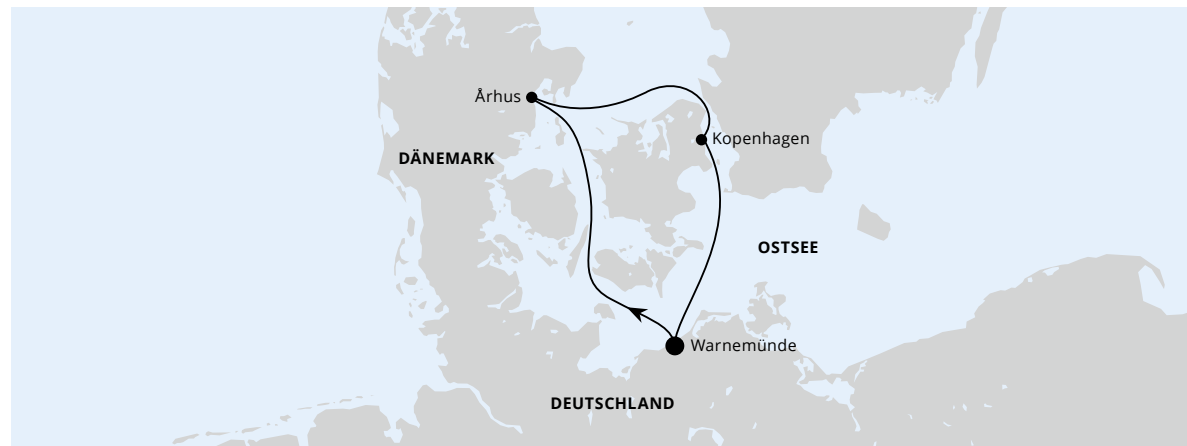 Århus
Kopenhagen
DÄNEMARK
OSTSEE
Warnemünde
DEUTSCHLAND